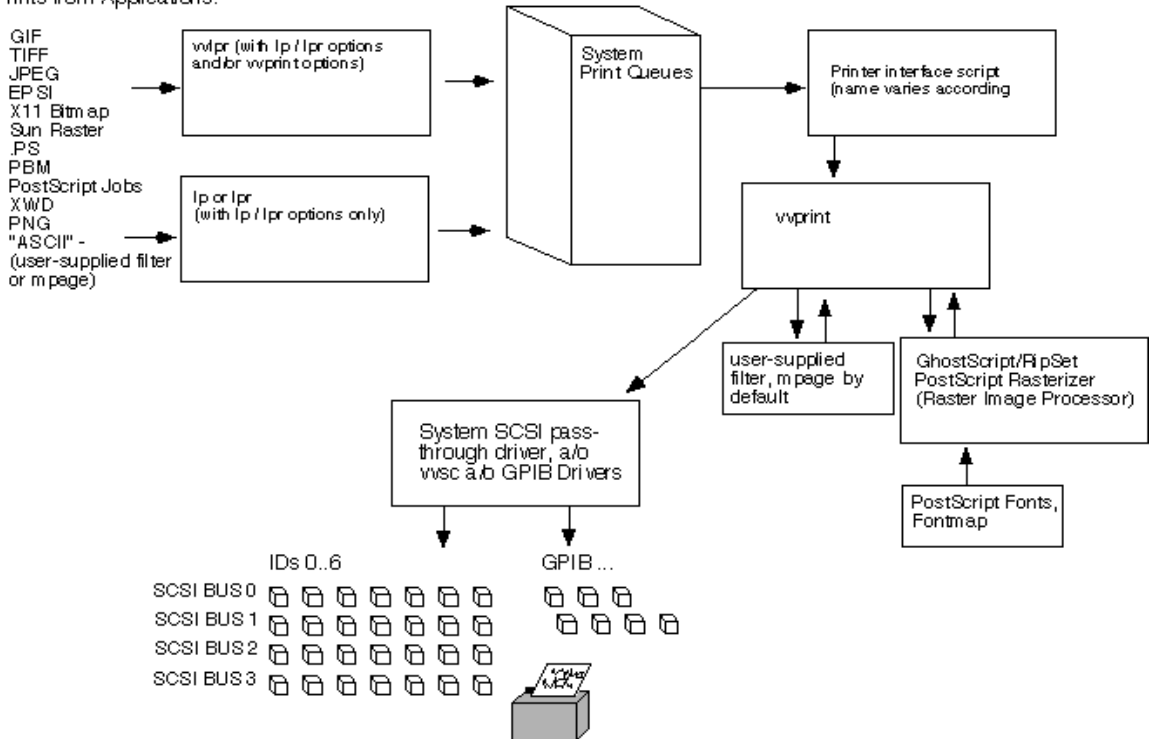 rints from Applications:
GIF
TIFF
JPEG
EPSI
X11 Bitmap
Sun Raster
.PS
PBM
PostScript Jobs
XWD
PNG
"ASCII" -
(user-supplied filter
or mpage)
vvlpr (with lp / lpr options
and/or vvprint options)
lp or lpr
(with lp / lpr options only)
System
Print Queues
Printer interface script
(name varies according
vvprint
user-supplied
filter, mpage by
default
GhostScript/RipSet
PostScript Rasterizer
(Raster Image Processor)
PostScript Fonts,
Fontmap
System SCSI pass-
through driver, a/o
vvsc a/o GPIB Drivers
IDs 0..6
GPIB ...
SCSI BUS 0
SCSI BUS 1
SCSI BUS 2
SCSI BUS 3